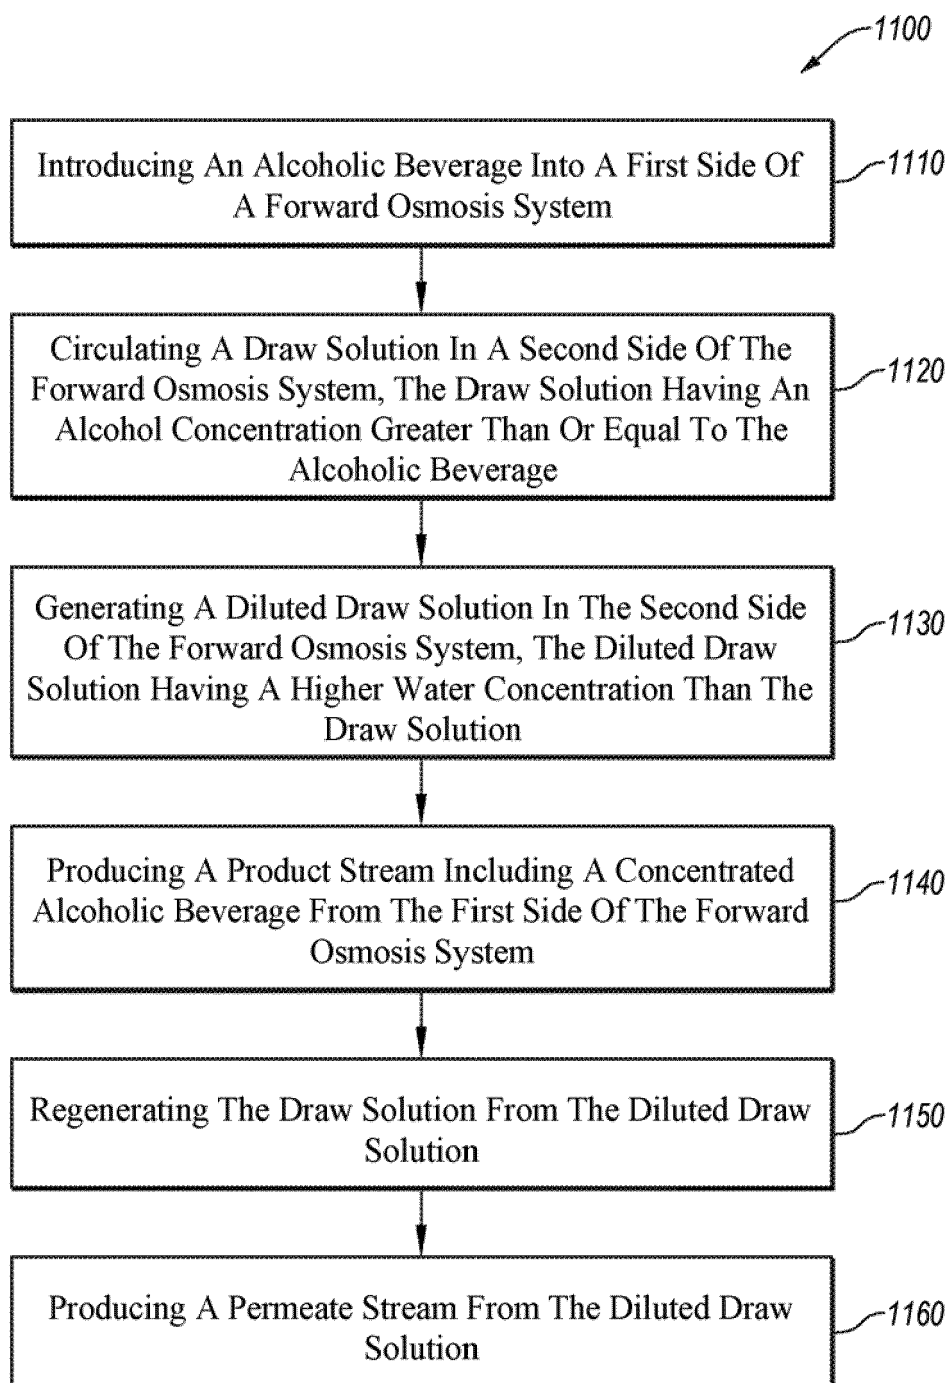 1100
Introducing An Alcoholic Beverage Into A First Side Of
A Forward Osmosis System
1110
Circulating A Draw Solution In A Second Side Of The
Forward Osmosis System, The Draw Solution Having An
Alcohol Concentration Greater Than Or Equal To The
Alcoholic Beverage
1120
Generating A Diluted Draw Solution In The Second Side
Of The Forward Osmosis System, The Diluted Draw
Solution Having A Higher Water Concentration Than The
Draw Solution
1130
Producing A Product Stream Including A Concentrated
Alcoholic Beverage From The First Side Of The Forward
Osmosis System
1140
Regenerating The Draw Solution From The Diluted Draw
Solution
1150
Producing A Permeate Stream From The Diluted Draw
Solution
1160